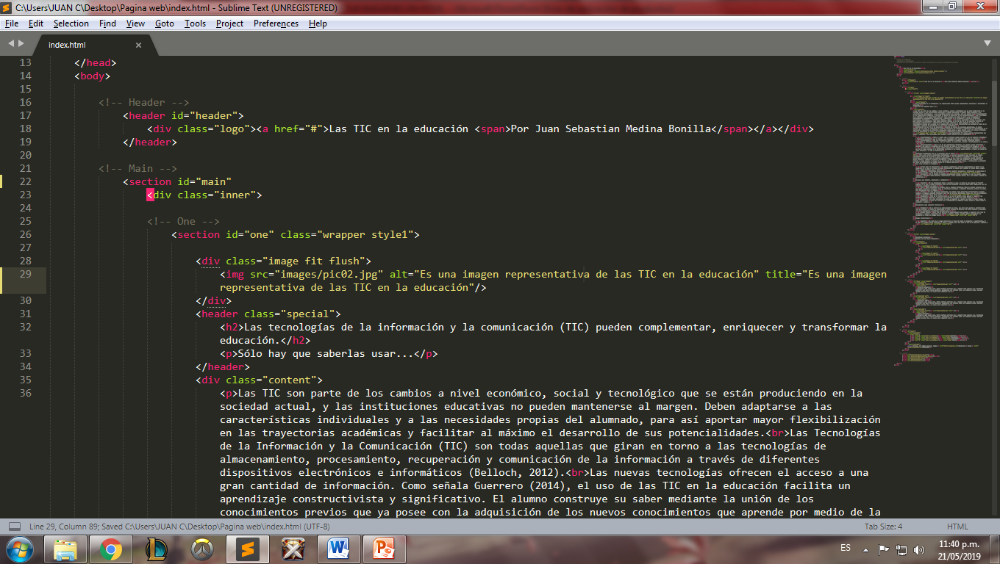 C:\Users\JUAN C\Desktop\Pagina web\index.html - Sublime Text (UNREGISTERED)
File Edit Selection Find View Goto Tools Project Preferences Help
index.html
13 </head>
14 <body>
15
16 <!-- Header -->
17 <header id="header">
18 <div class="logo"><a href="#">Las TIC en la educación <span>Por Juan Sebastian Medina Bonilla</span></a></div>
19 </header>
20
21 <!-- Main -->
22 <section id="main"
23 <div class="inner">
24
25 <!-- One -->
26 <section id="one" class="wrapper style1">
27
28 <div class="image fit flush">
29 <img src="images/pic02.jpg" alt="Es una imagen representativa de las TIC en la educación" title="Es una imagen
representativa de las TIC en la educación"/>
30 </div>
31 <header class="special">
32 <h2>Las tecnologías de la información y la comunicación (TIC) pueden complementar, enriquecer y transformar la
educación.</h2>
33 <p>Sólo hay que saberlas usar...</p>
34 </header>
35 <div class="content">
36
<p>Las TIC son parte de los cambios a nivel económico, social y tecnológico que se están produciendo en la
sociedad actual, y las instituciones educativas no pueden mantenerse al margen. Deben adaptarse a las
características individuales y a las necesidades propias del alumnado, para así aportar mayor flexibilización
en las trayectorias académicas y facilitar al máximo el desarrollo de sus potencialidades.<br>Las Tecnologías
de la Información y la Comunicación (TIC) son todas aquellas que giran en torno a las tecnologías de
almacenamiento, procesamiento, recuperación y comunicación de la información a través de diferentes
dispositivos electrónicos e informáticos (Belloch, 2012).<br>Las nuevas tecnologías ofrecen el acceso a una
gran cantidad de información. Como señala Guerrero (2014), el uso de las TIC en la educación facilita un
aprendizaje constructivista y significativo. El alumno construye su saber mediante la unión de los
conocimientos previos que ya posee con la adquisición de los nuevos conocimientos que aprende por medio de la
Line 29, Column 89; Saved C:\Users\JUAN C\Desktop\Pagina web\index.html (UTF-8) Tab Size: 4 HTML
ES
11:40 p.m.
21/05/2019